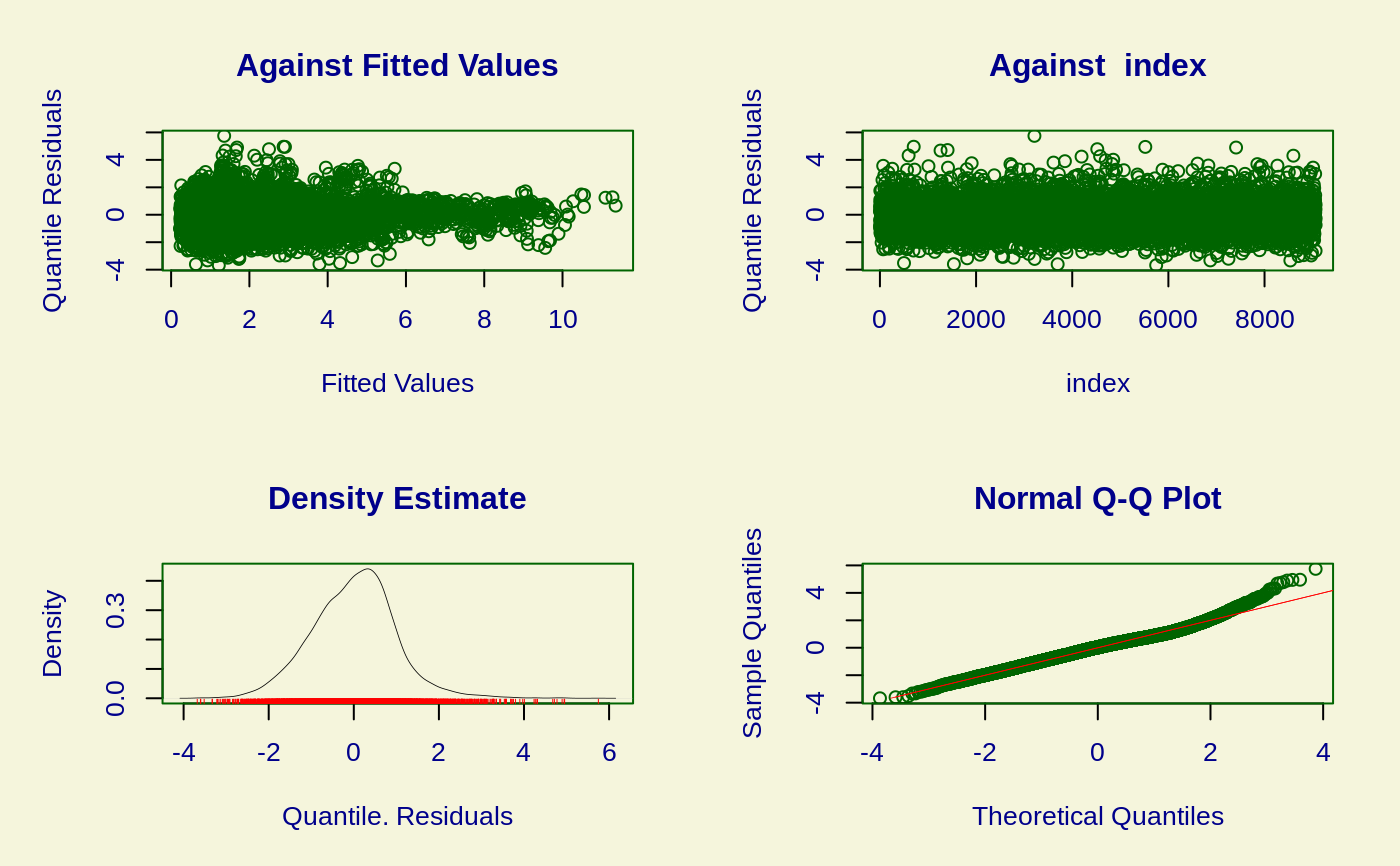 Against Fitted Values
Quantile Residuals
4
0
-4
0 2 4 6 8 10
Fitted Values
Against  index
Quantile Residuals
4
0
-4
0 2000 4000 6000 8000
index
Density Estimate
Density
0.3
0.0
-4 -2 0 2 4 6
Quantile. Residuals
Normal Q-Q Plot
Sample Quantiles
4
0
-4
-4 -2 0 2 4
Theoretical Quantiles